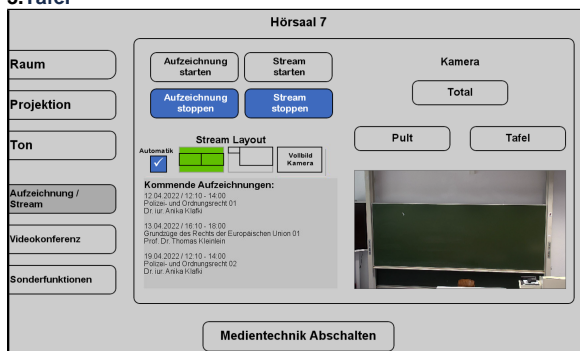 3.Tafel
Hörsaal 7
Raum
Projektion
Ton
Aufzeichnung /
Stream
Videokonferenz
Sonderfunktionen
Aufzeichnung
starten
Stream
starten
Aufzeichnung
stoppen
Stream
stoppen
Stream Layout
Automatik
Vollbild
Kamera
Kommende Aufzeichnungen:
12.04.2022 / 12:10 - 14:00
Polizei- und Ordnungsrecht 01
Dr. iur. Anika Klafki
13.04.2022 / 16:10 - 18:00
Grundzüge des Rechts der Europäischen Union 01
Prof. Dr. Thomas Kleinlein
19.04.2022 / 12:10 - 14:00
Polizei- und Ordnungsrecht 02
Dr. iur. Anika Klafki
Kamera
Total
Pult
Tafel
Medientechnik Abschalten